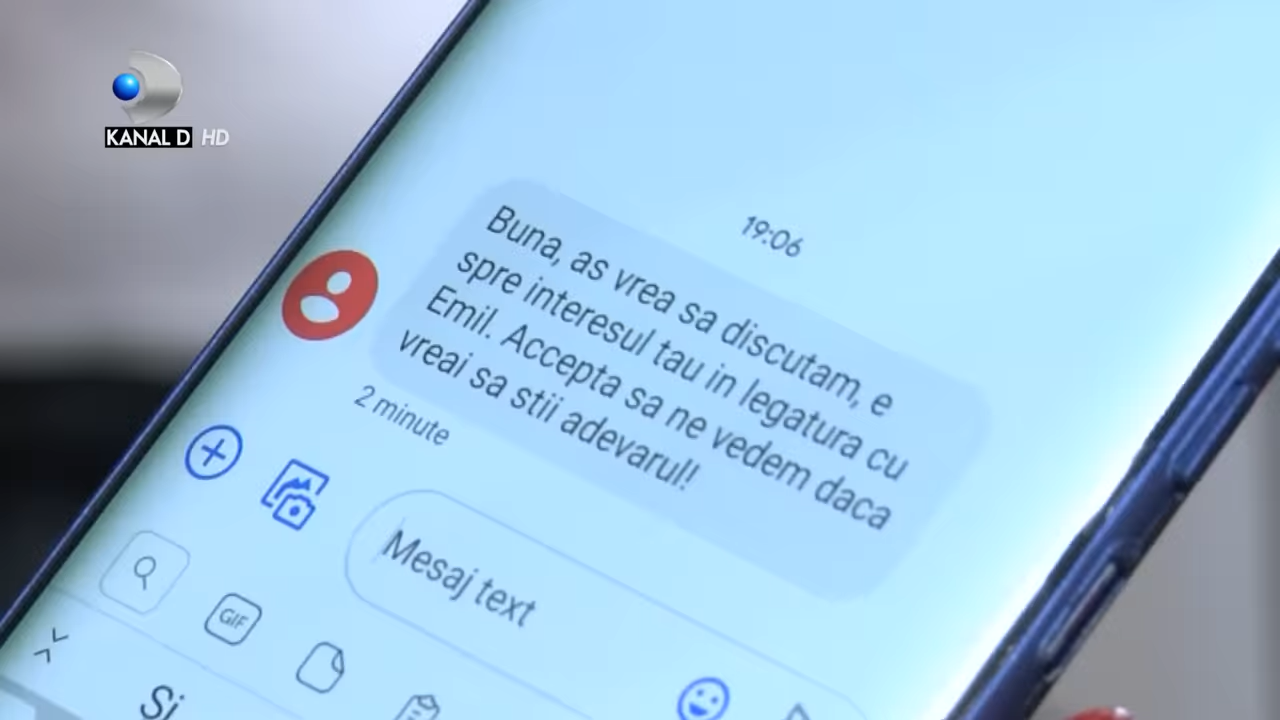 KANAL D HD
19:06
Buna, as vrea sa discutam, e
spre interesul tau in legatura cu
Emil. Accepta sa ne vedem daca
vreai sa stii adevarul!
2 minute
Mesaj text
GIF
Si